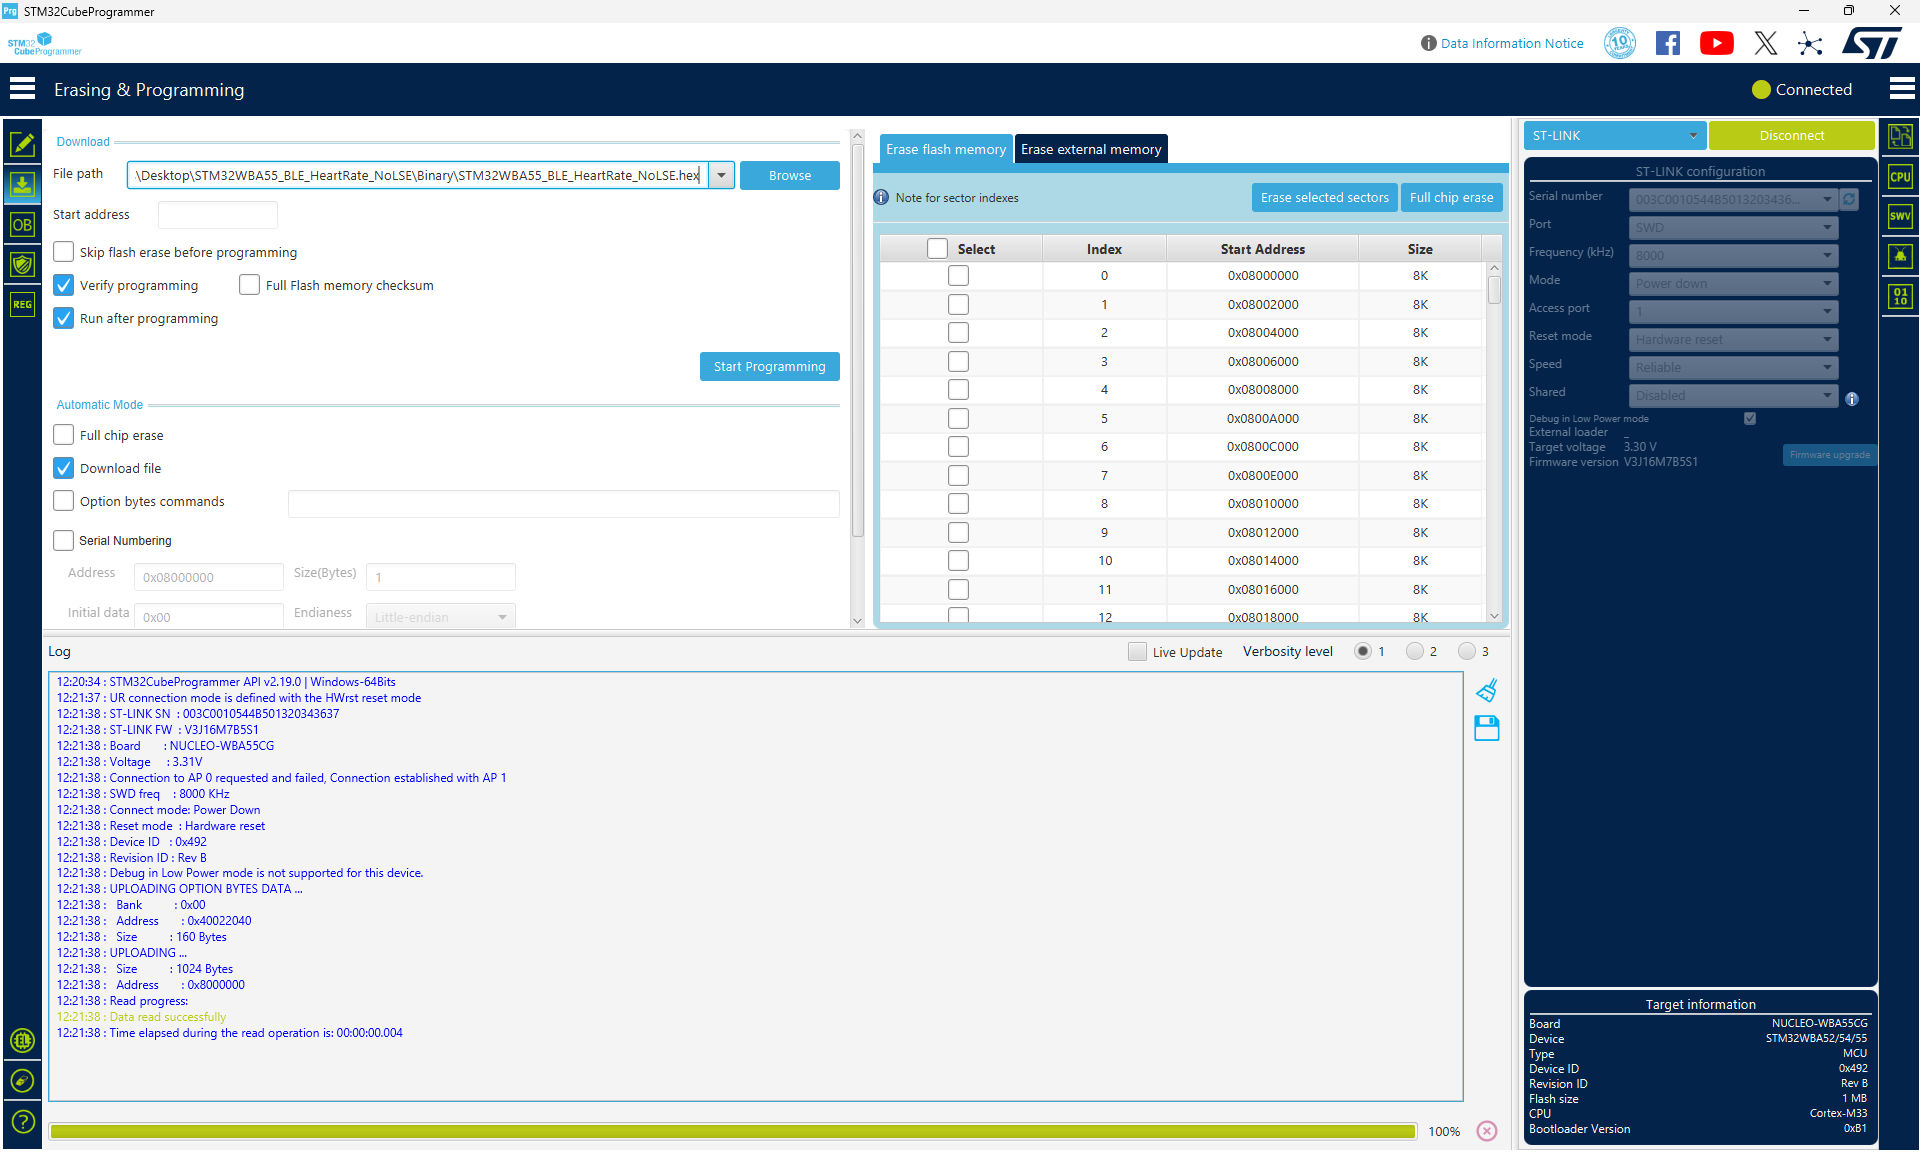 Prg STM32CubeProgrammer
STM32 CubeProgrammer
Data Information Notice
10 YEARS
Erasing & Programming
Connected
Download
File path
.\Desktop\STM32WBA55_BLE_HeartRate_NoLSE\Binary\STM32WBA55_BLE_HeartRate_NoLSE.hex
Browse
Start address
Skip flash erase before programming
Verify programming
Full Flash memory checksum
Run after programming
Start Programming
Automatic Mode
Full chip erase
Download file
Option bytes commands
Serial Numbering
Address 0x08000000 Size(Bytes) 1
Initial data 0x00 Endianess Little-endian
OB
REG
Erase flash memory
Erase external memory
Note for sector indexes
Erase selected sectors
Full chip erase
Select Index Start Address Size
0 0x08000000 8K
1 0x08002000 8K
2 0x08004000 8K
3 0x08006000 8K
4 0x08008000 8K
5 0x0800A000 8K
6 0x0800C000 8K
7 0x0800E000 8K
8 0x08010000 8K
9 0x08012000 8K
10 0x08014000 8K
11 0x08016000 8K
12 0x08018000 8K
ST-LINK
Disconnect
ST-LINK configuration
Serial number 003C0010544B5013203436...
Port SWD
Frequency (kHz) 8000
Mode Power down
Access port 1
Reset mode Hardware reset
Speed Reliable
Shared Disabled
Debug in Low Power mode
External loader _
Target voltage 3.30 V
Firmware version V3J16M7B5S1
Firmware upgrade
CPU
SWV
01 10
Log
Live Update
Verbosity level 1 2 3
12:20:34 : STM32CubeProgrammer API v2.19.0 | Windows-64Bits
12:21:37 : UR connection mode is defined with the HWrst reset mode
12:21:38 : ST-LINK SN : 003C0010544B501320343637
12:21:38 : ST-LINK FW : V3J16M7B5S1
12:21:38 : Board : NUCLEO-WBA55CG
12:21:38 : Voltage : 3.31V
12:21:38 : Connection to AP 0 requested and failed, Connection established with AP 1
12:21:38 : SWD freq : 8000 KHz
12:21:38 : Connect mode: Power Down
12:21:38 : Reset mode : Hardware reset
12:21:38 : Device ID : 0x492
12:21:38 : Revision ID : Rev B
12:21:38 : Debug in Low Power mode is not supported for this device.
12:21:38 : UPLOADING OPTION BYTES DATA ...
12:21:38 : Bank : 0x00
12:21:38 : Address : 0x40022040
12:21:38 : Size : 160 Bytes
12:21:38 : UPLOADING ...
12:21:38 : Size : 1024 Bytes
12:21:38 : Address : 0x8000000
12:21:38 : Read progress:
12:21:38 : Data read successfully
12:21:38 : Time elapsed during the read operation is: 00:00:00.004
100%
Target information
Board NUCLEO-WBA55CG
Device STM32WBA52/54/55
Type MCU
Device ID 0x492
Revision ID Rev B
Flash size 1 MB
CPU Cortex-M33
Bootloader Version 0xB1